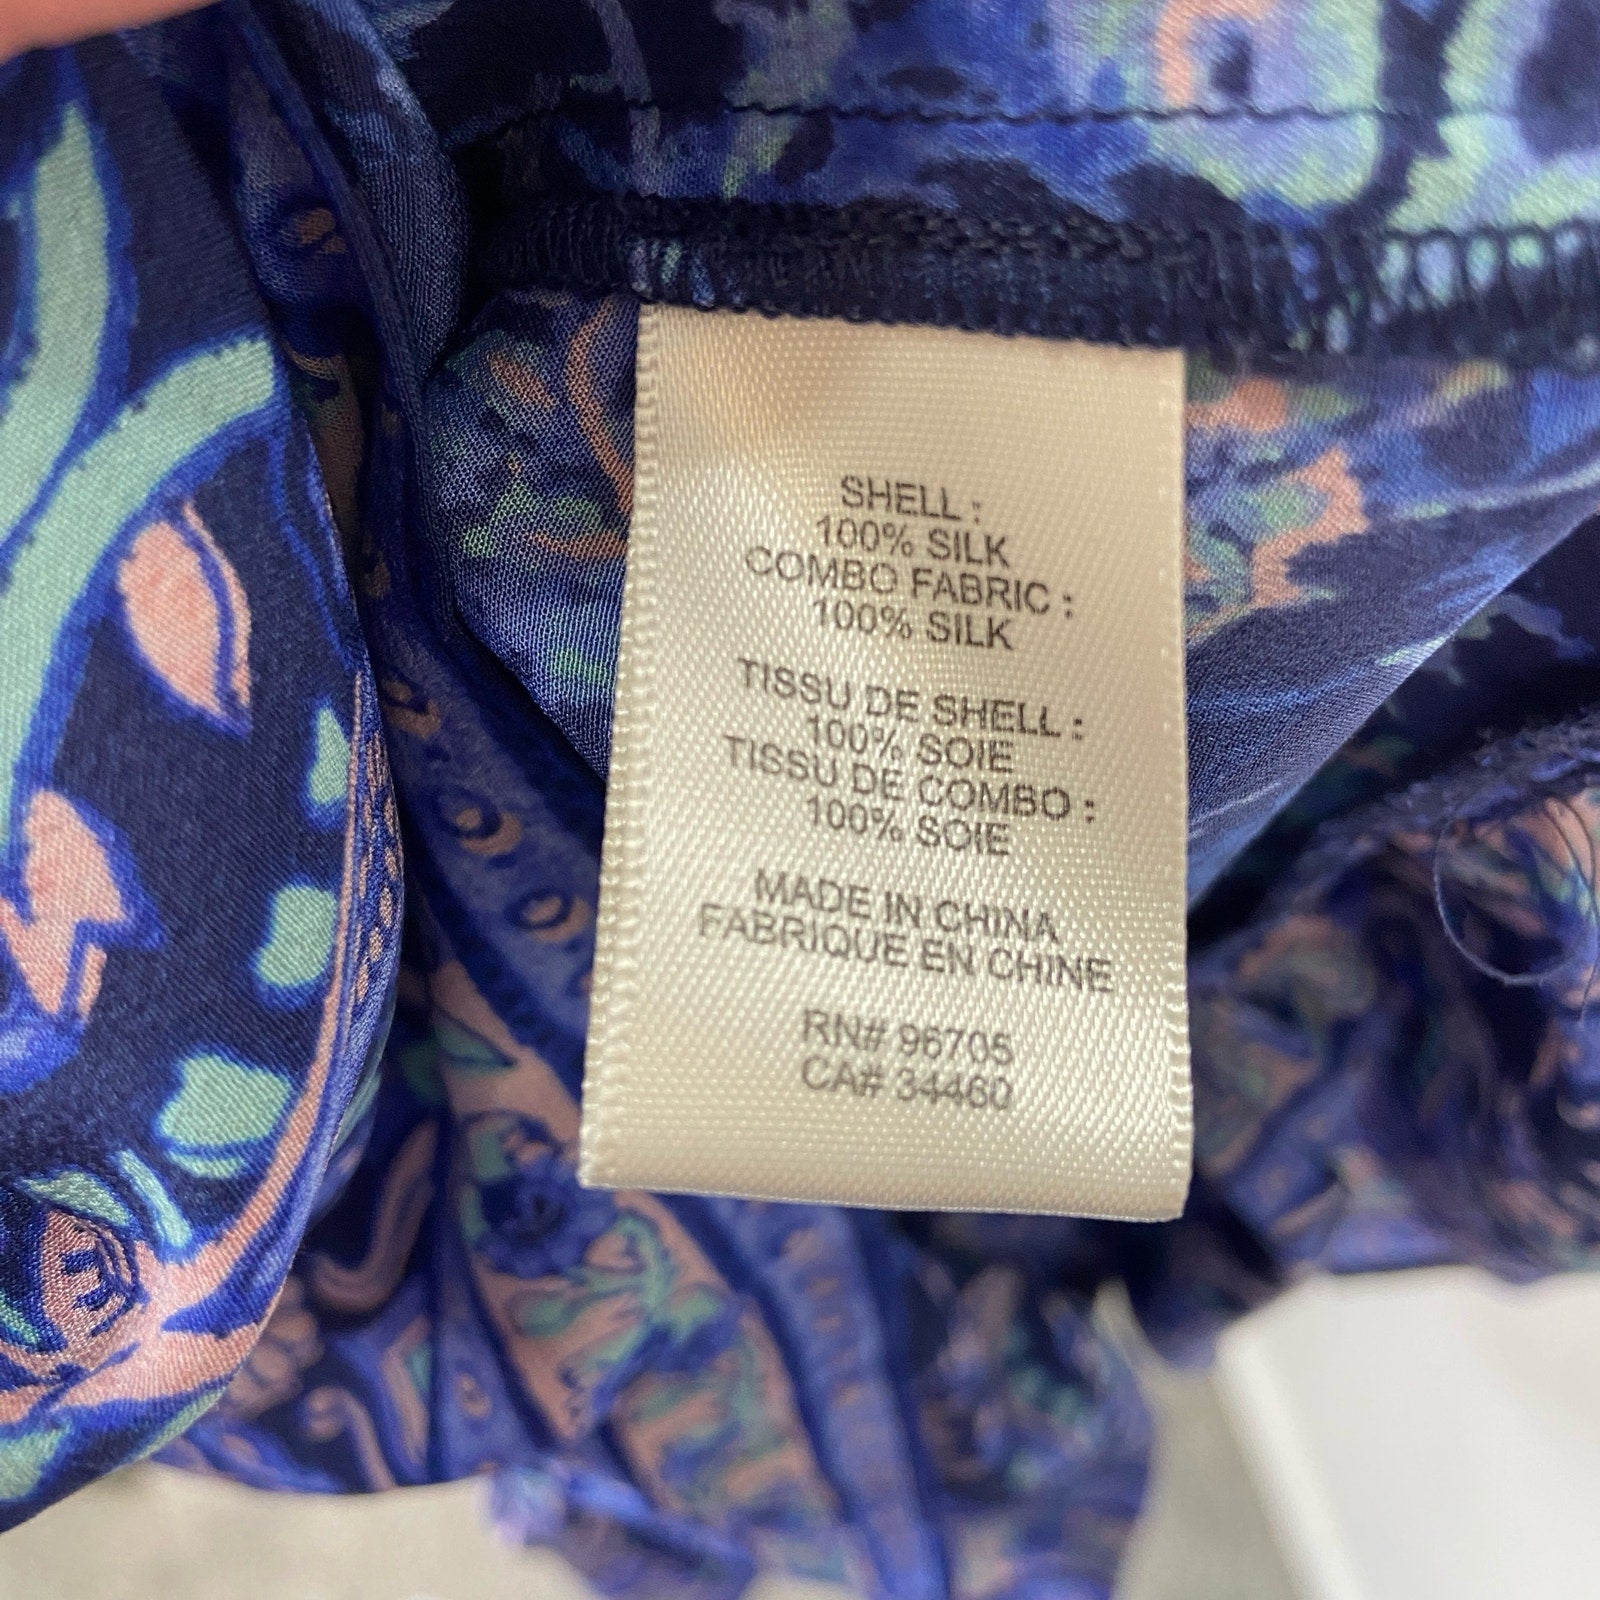 SHELL :
100% SILK
COMBO FABRIC :
100% SILK
TISSU DE SHELL :
100% SOIE
TISSU DE COMBO :
100% SOIE
MADE IN CHINA
FABRIQUE EN CHINE
RN# 96705
CA# 34460